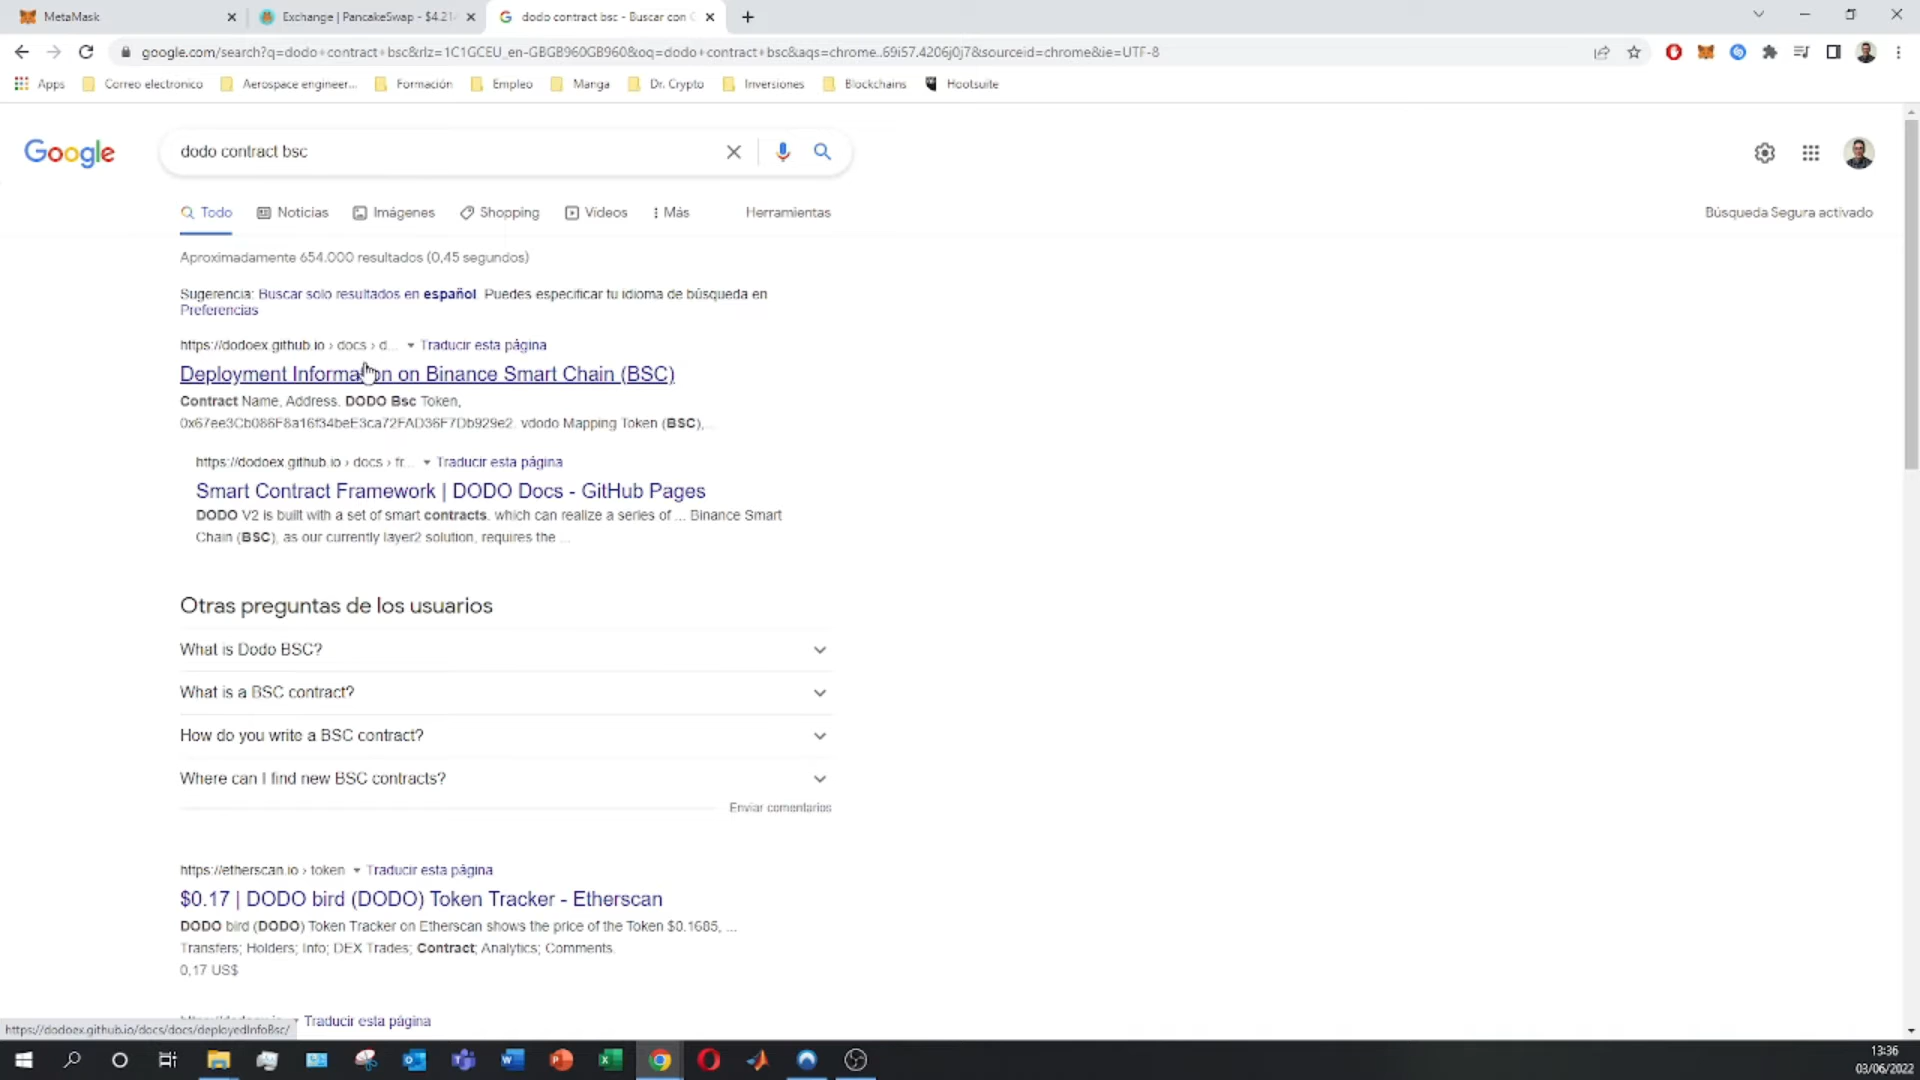 MetaMask
Exchange | PancakeSwap - $4.21
dodo contract bsc - Buscar con G
google.com/search?q=dodo+contract+bsc&rlz=1C1GCEU_en-GBGB960GB960&oq=dodo+contract+bsc&aqs=chrome..69i57.4206j0j7&sourceid=chrome&ie=UTF-8
Apps
Correo electronico
Aerospace engineer...
Formación
Empleo
Manga
Dr. Crypto
Inversiones
Blockchains
Hootsuite
Google
dodo contract bsc
Todo
Noticias
Imágenes
Shopping
Vídeos
Más
Herramientas
Búsqueda Segura activado
Aproximadamente 654.000 resultados (0,45 segundos)
Sugerencia: Buscar solo resultados en español. Puedes especificar tu idioma de búsqueda en
Preferencias
https://dodoex.github.io › docs › d... Traducir esta página
Deployment Information on Binance Smart Chain (BSC)
Contract Name, Address. DODO Bsc Token,
0x67ee3Cb086F8a16f34beE3ca72FAD36F7Db929e2. vdodo Mapping Token (BSC),...
https://dodoex.github.io › docs › fr... Traducir esta página
Smart Contract Framework | DODO Docs - GitHub Pages
DODO V2 is built with a set of smart contracts, which can realize a series of ... Binance Smart
Chain (BSC), as our currently layer2 solution, requires the ...
Otras preguntas de los usuarios
What is Dodo BSC?
What is a BSC contract?
How do you write a BSC contract?
Where can I find new BSC contracts?
Enviar comentarios
https://etherscan.io › token Traducir esta página
$0.17 | DODO bird (DODO) Token Tracker - Etherscan
DODO bird (DODO) Token Tracker on Etherscan shows the price of the Token $0.1685, ...
Transfers; Holders; Info; DEX Trades; Contract; Analytics; Comments.
0,17 US$
Traducir esta página
https://dodoex.github.io/docs/docs/deployedInfoBsc/
13:36
03/06/2022